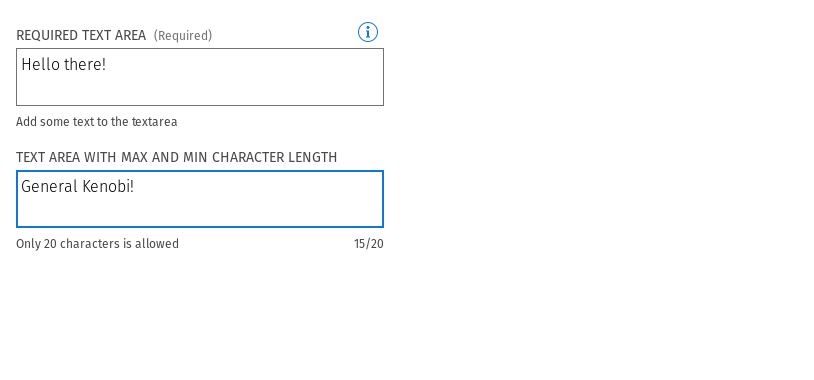 REQUIRED TEXT AREA (Required)
Hello there!
Add some text to the textarea
TEXT AREA WITH MAX AND MIN CHARACTER LENGTH
General Kenobi!
Only 20 characters is allowed 15/20